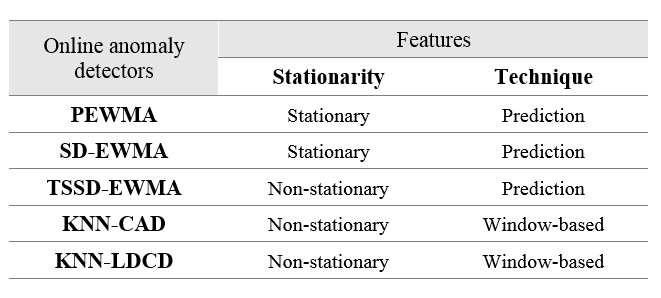 Online anomaly detectors
Features
Stationarity Technique
PEWMA Stationary Prediction
SD-EWMA Stationary Prediction
TSSD-EWMA Non-stationary Prediction
KNN-CAD Non-stationary Window-based
KNN-LDCD Non-stationary Window-based